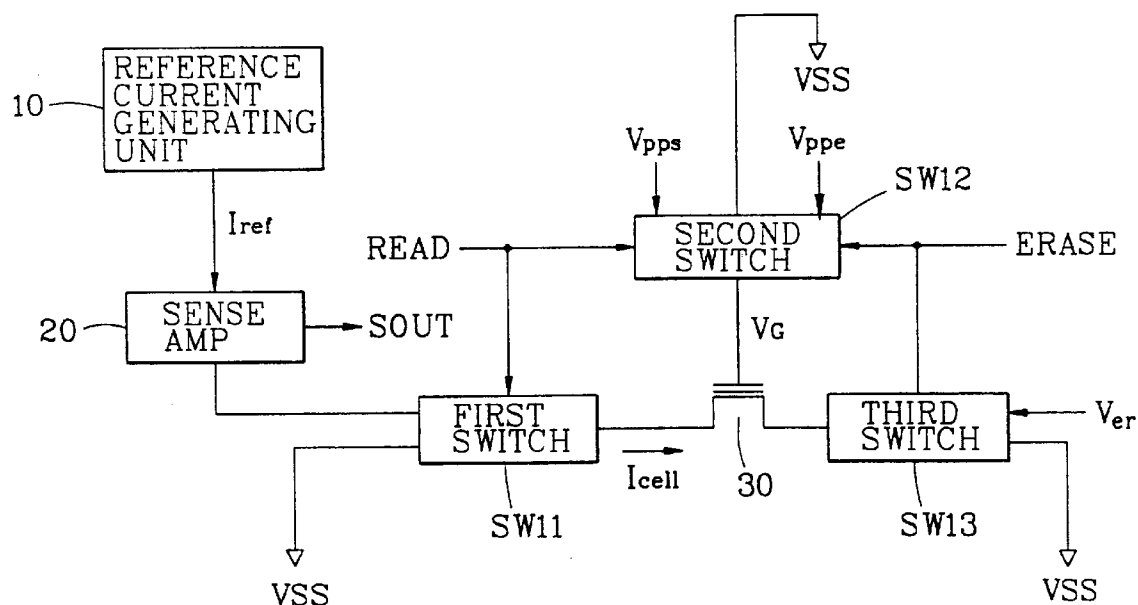 REFERENCE
CURRENT
GENERATING
UNIT
10
VSS
Vpps
Vppe
SW12
Iref
READ
SECOND
SWITCH
ERASE
20
SENSE
AMP
SOUT
VG
FIRST
SWITCH
THIRD
SWITCH
Ver
Icell
30
SW11
SW13
VSS
VSS